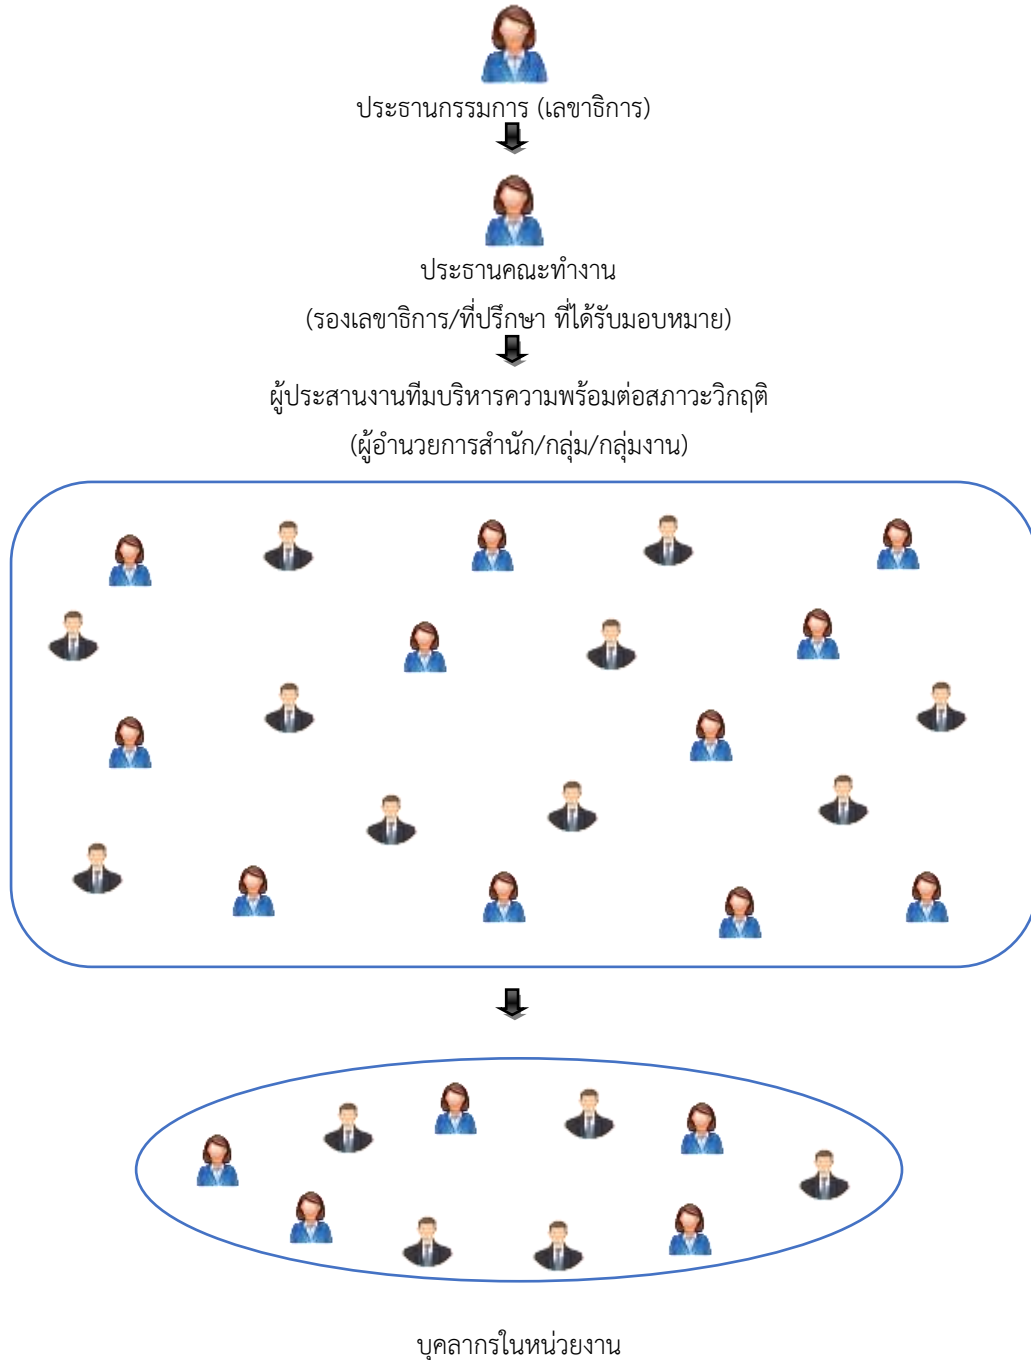 ประธานกรรมการ (เลขาธิการ)
ประธานคณะทำงาน
(รองเลขาธิการ/ที่ปรึกษา ที่ได้รับมอบหมาย)
ผู้ประสานงานทีมบริหารความพร้อมต่อสภาวะวิกฤติ
(ผู้อำนวยการสำนัก/กลุ่ม/กลุ่มงาน)
บุคลากรในหน่วยงาน